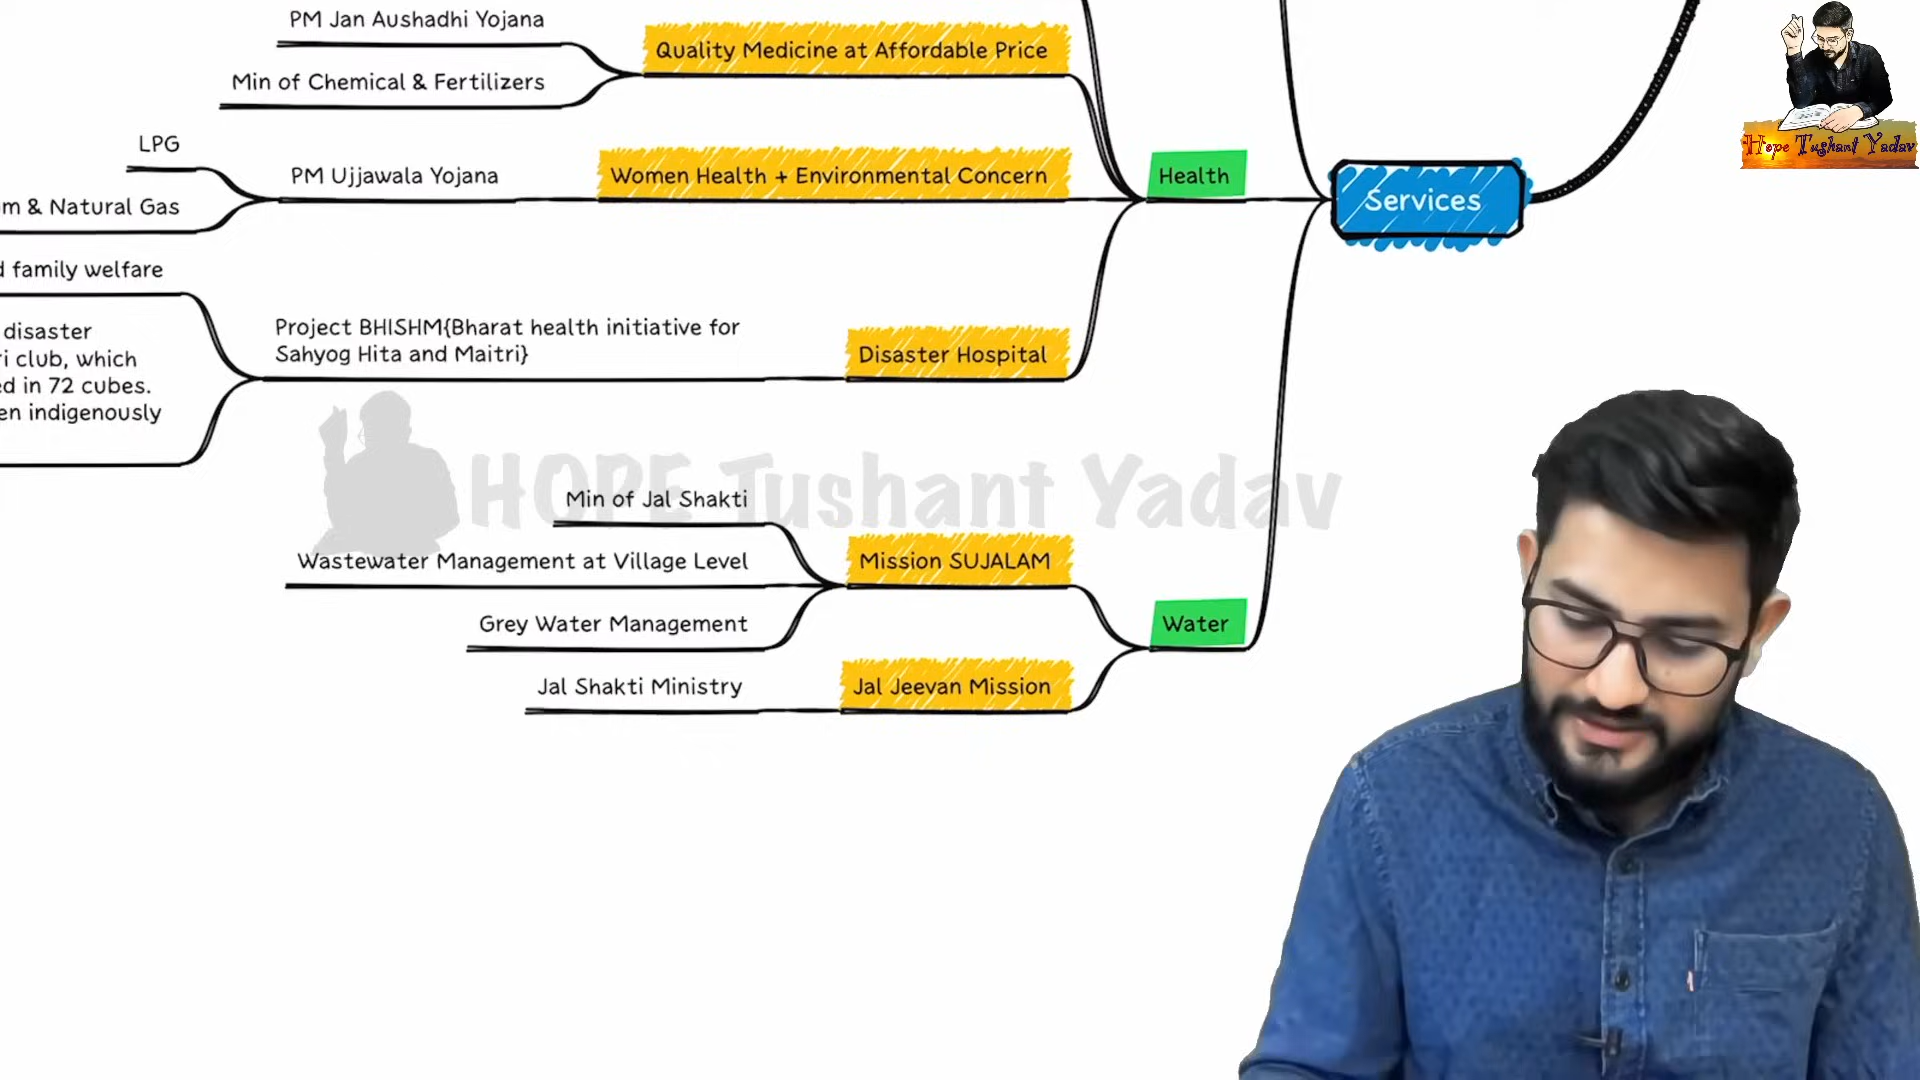 PM Jan Aushadhi Yojana
Quality Medicine at Affordable Price
Min of Chemical & Fertilizers
LPG
PM Ujjawala Yojana
Women Health + Environmental Concern
Health
Services
& Natural Gas
family welfare
disaster
club, which
in 72 cubes.
indigenously
Project BHISHM{Bharat health initiative for
Sahyog Hita and Maitri}
Disaster Hospital
Min of Jal Shakti
Wastewater Management at Village Level
Mission SUJALAM
Grey Water Management
Water
Jal Shakti Ministry
Jal Jeevan Mission
HOPE Tushant Yadav
Hope Tushant Yadav